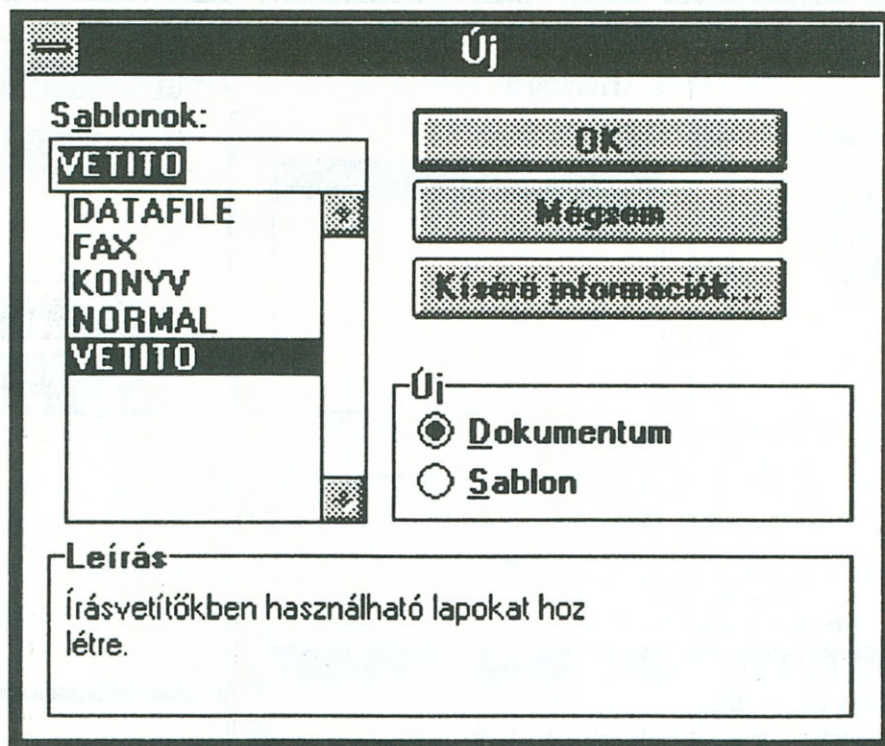 Új
Sablonok:
VETITO
DATAFILE
FAX
KONYV
NORMAL
VETITO
OK
Mégsem
Kísérő információk...
Új
Dokumentum
Sablon
Leírás
Írásvetítőkben használható lapokat hoz
létre.